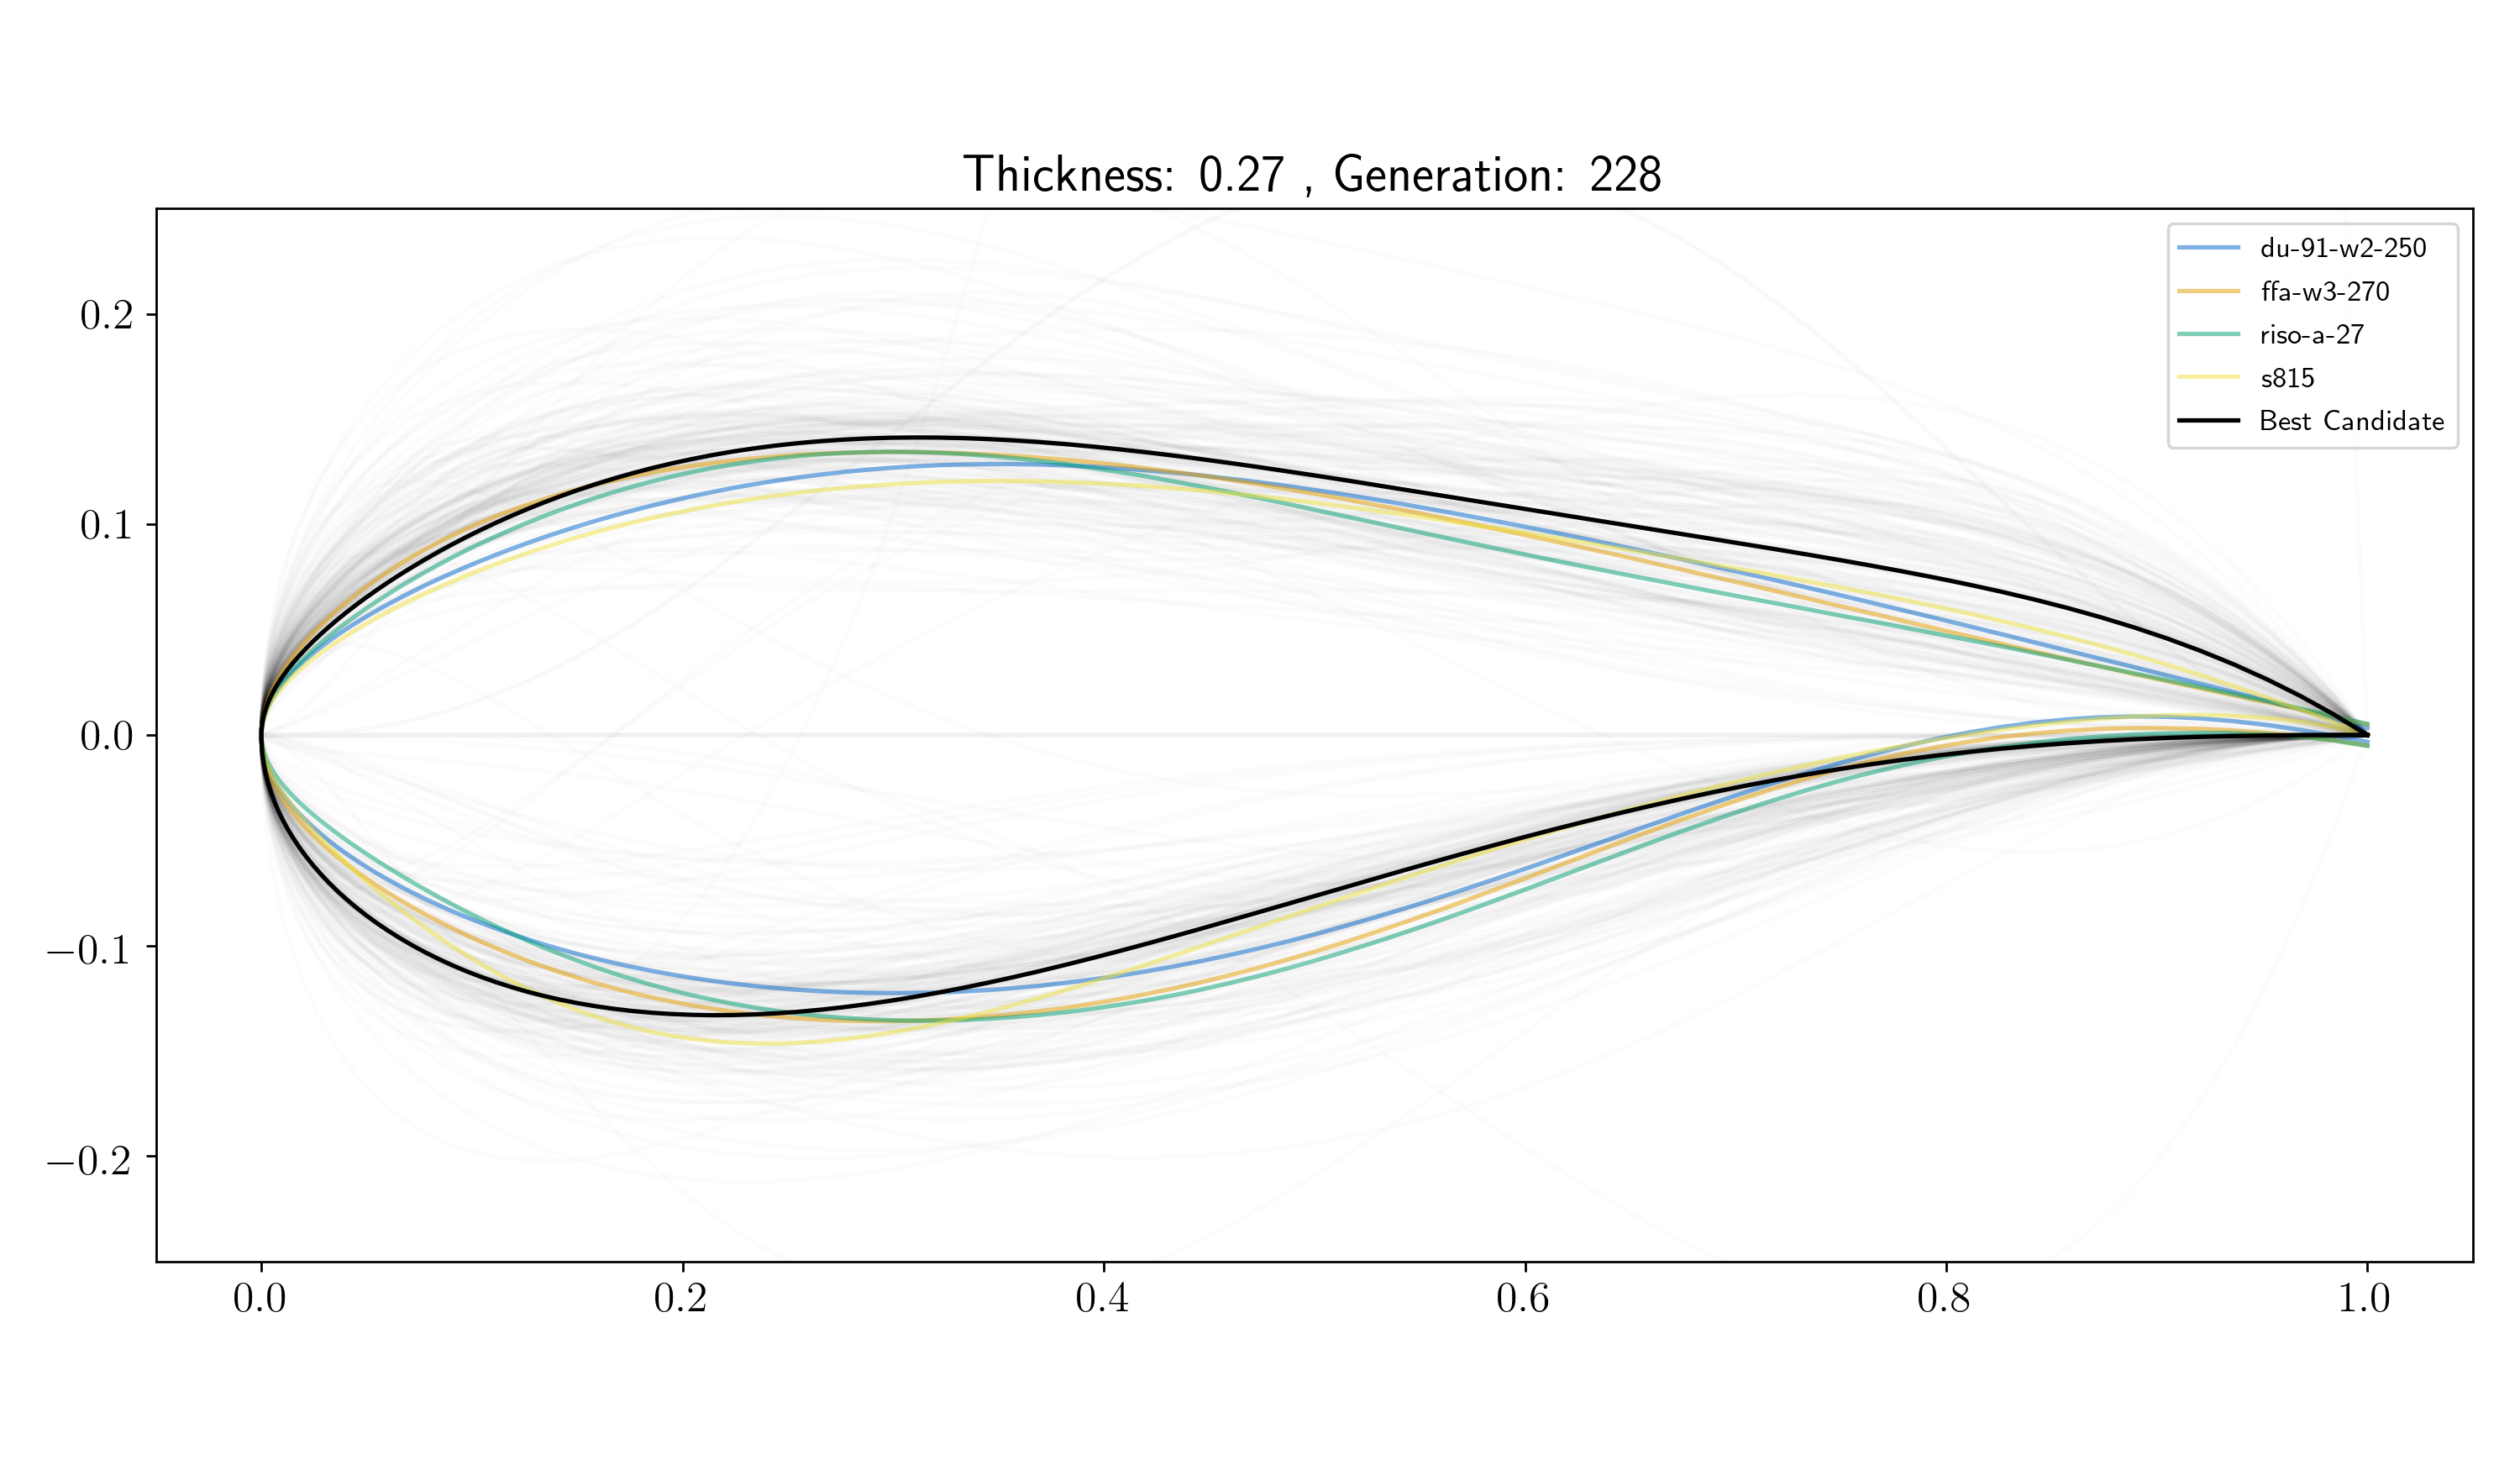 Thickness: 0.27 , Generation: 228
du-91-w2-250
ffa-w3-270
riso-a-27
s815
Best Candidate
0.2
0.1
0.0
−0.1
−0.2
0.0 0.2 0.4 0.6 0.8 1.0